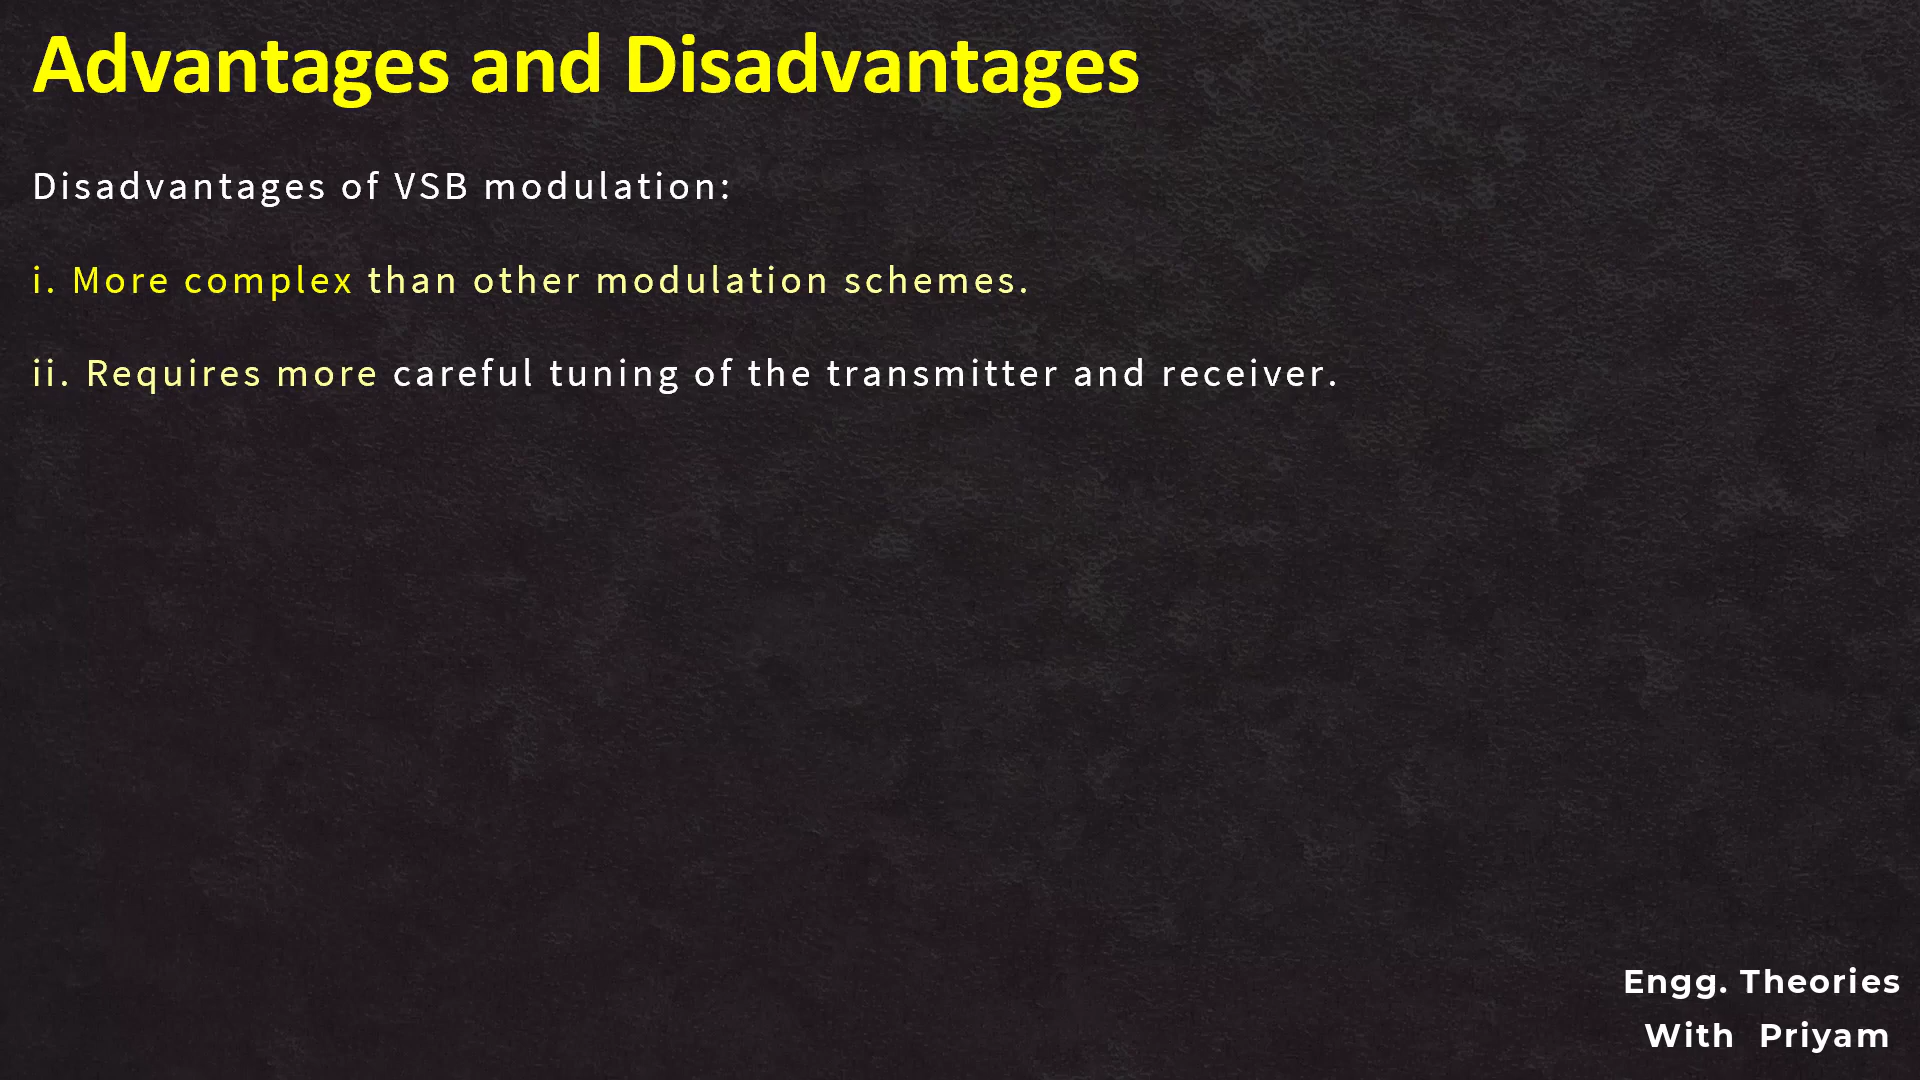 Advantages and Disadvantages
Disadvantages of VSB modulation:
i. More complex than other modulation schemes.
ii. Requires more careful tuning of the transmitter and receiver.
Engg. Theories
With Priyam